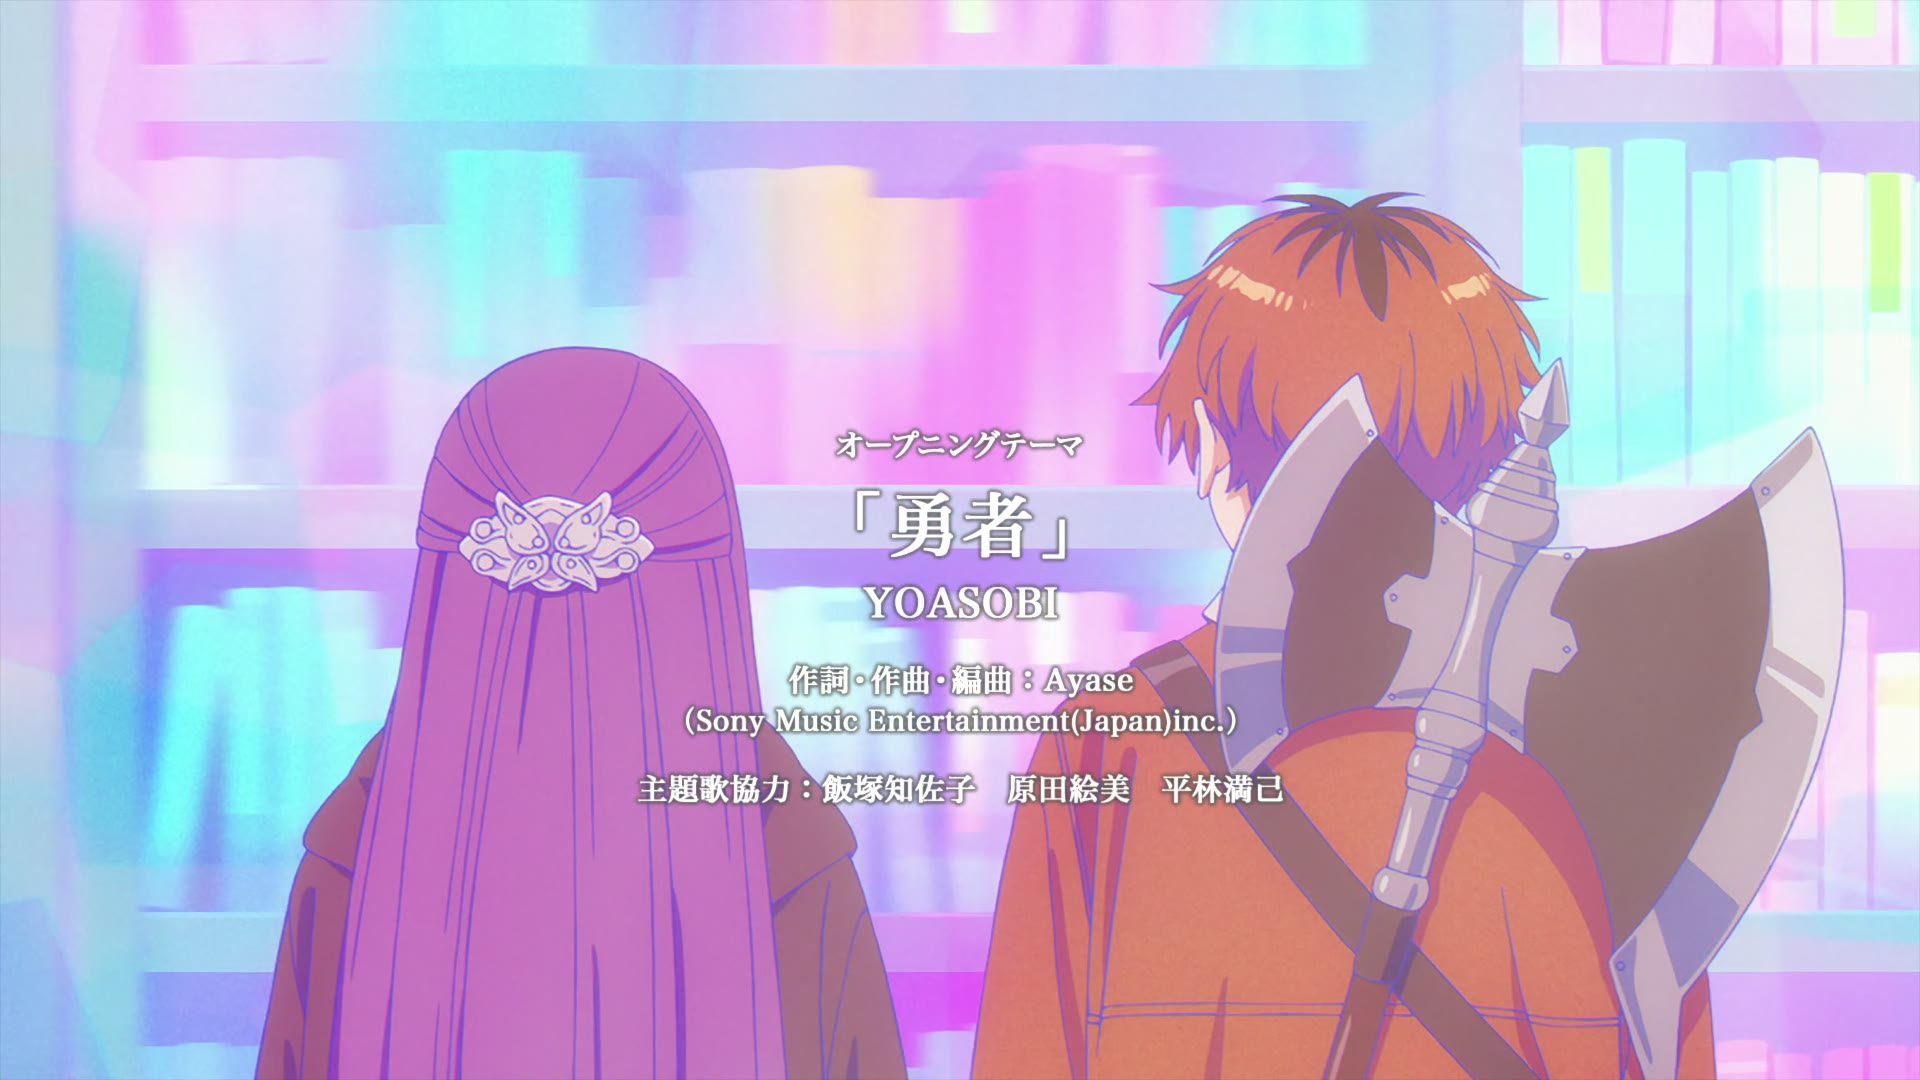 オープニングテーマ
「勇者」
YOASOBI
作詞・作曲・編曲：Ayase
（Sony Music Entertainment(Japan)inc.）
主題歌協力：飯塚知佐子　原田絵美　平林満己